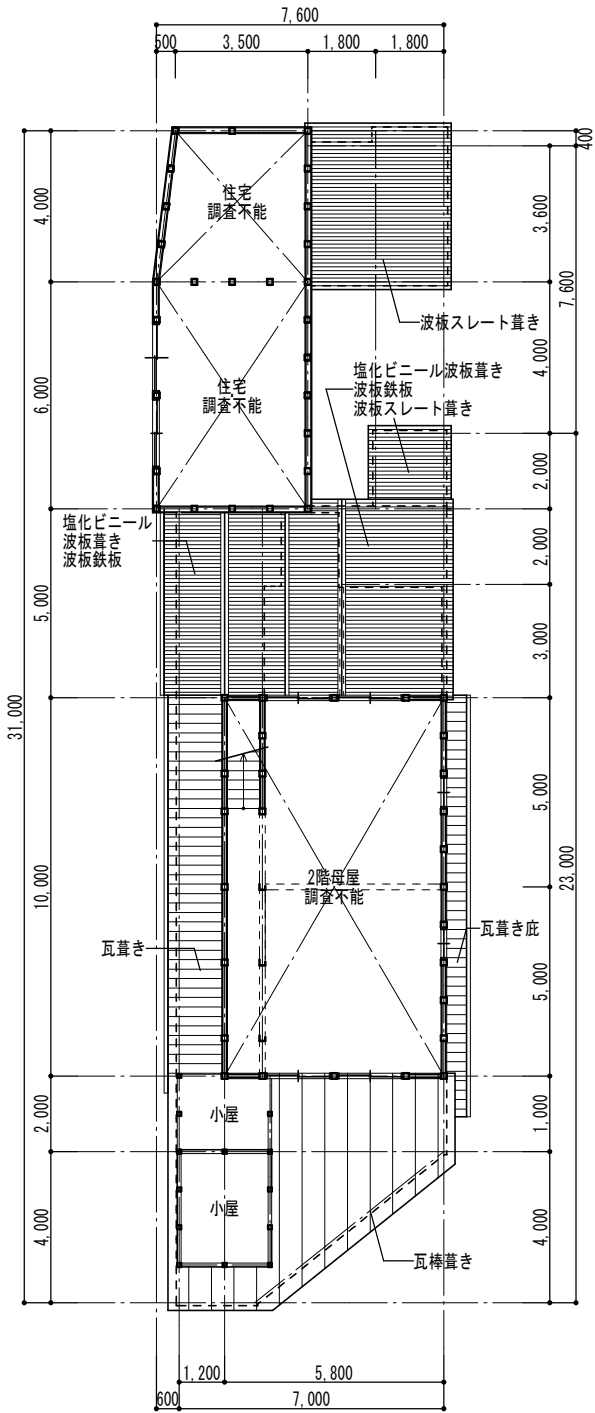 7,600
500
3,500
1,800
1,800
400
4,000
住宅
調査不能
3,600
7,600
波板スレート葺き
4,000
6,000
住宅
調査不能
塩化ビニール波板葺き
波板鉄板
波板スレート葺き
2,000
塩化ビニール
波板葺き
波板鉄板
2,000
5,000
3,000
31,000
5,000
10,000
2階母屋
調査不能
23,000
瓦葺き
瓦葺き庇
5,000
2,000
小屋
1,000
4,000
小屋
4,000
瓦棒葺き
1,200
5,800
600
7,000